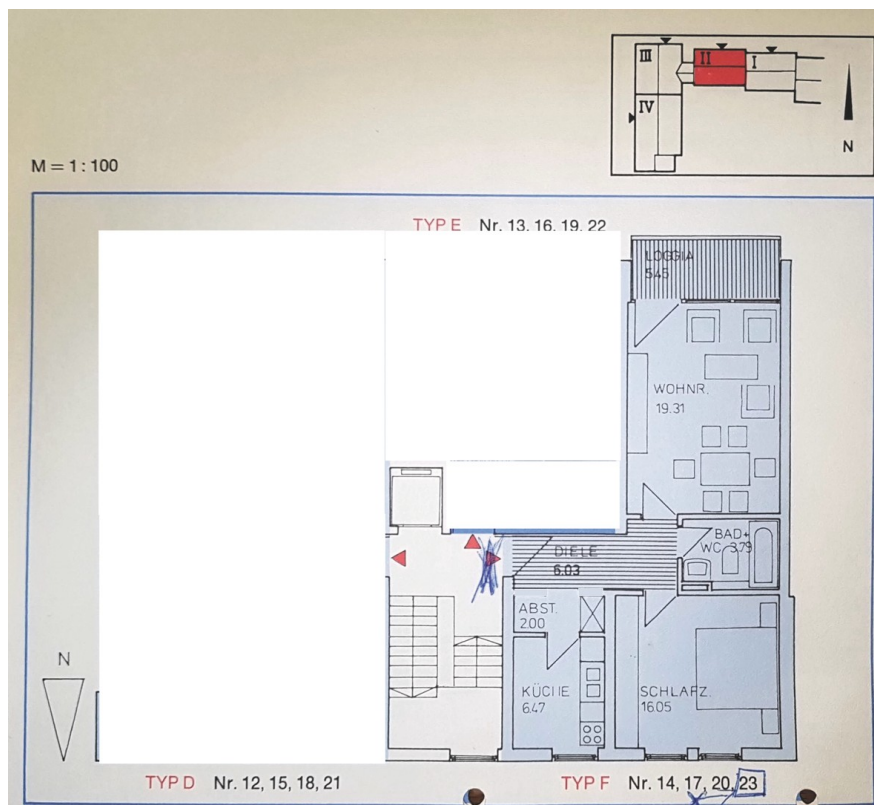 III
II
I
IV
N
M = 1 : 100
TYP E Nr. 13, 16, 19, 22
LOGGIA
5.45
WOHNR.
19.31
BAD+
WC 3.79
DIELE
6.03
ABST.
2.00
KÜCHE
6.47
SCHLAFZ.
16.05
N
TYP D Nr. 12, 15, 18, 21
TYP F Nr. 14, 17, 20, 23